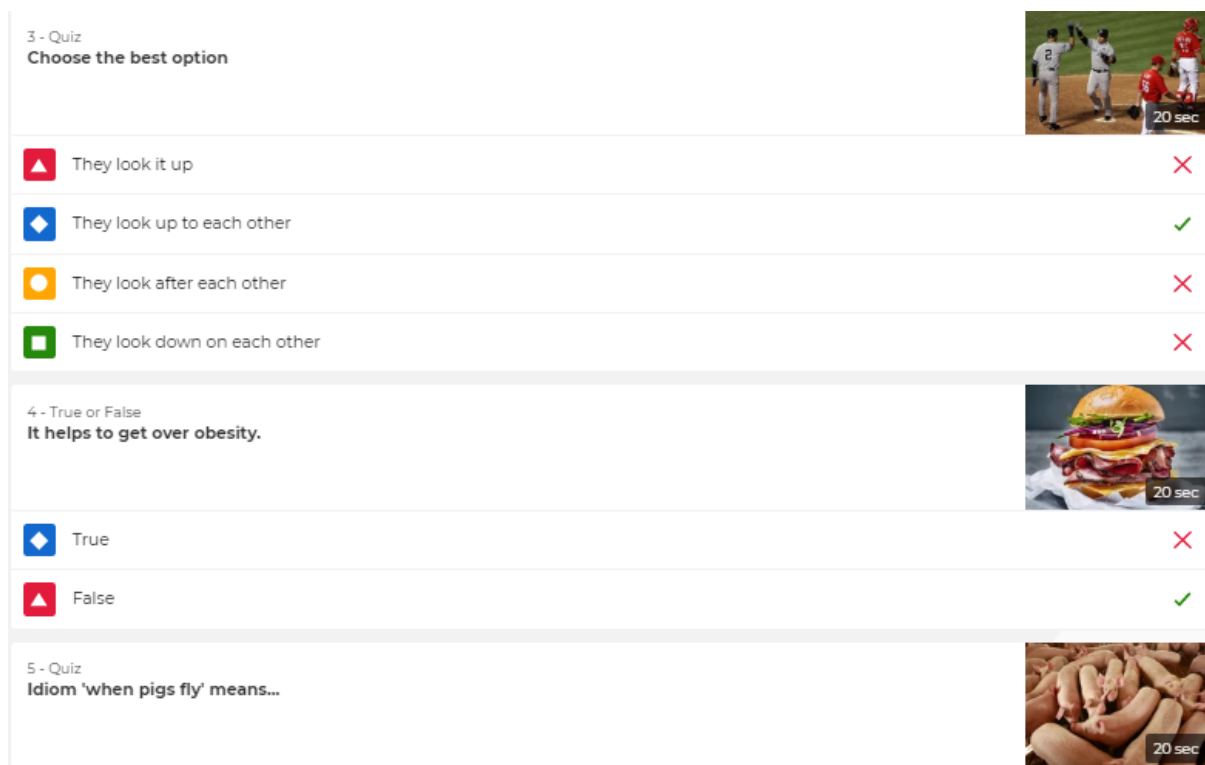 3 - Quiz
Choose the best option
20 sec
They look it up
They look up to each other
They look after each other
They look down on each other
4 - True or False
It helps to get over obesity.
20 sec
True
False
5 - Quiz
Idiom 'when pigs fly' means...
20 sec